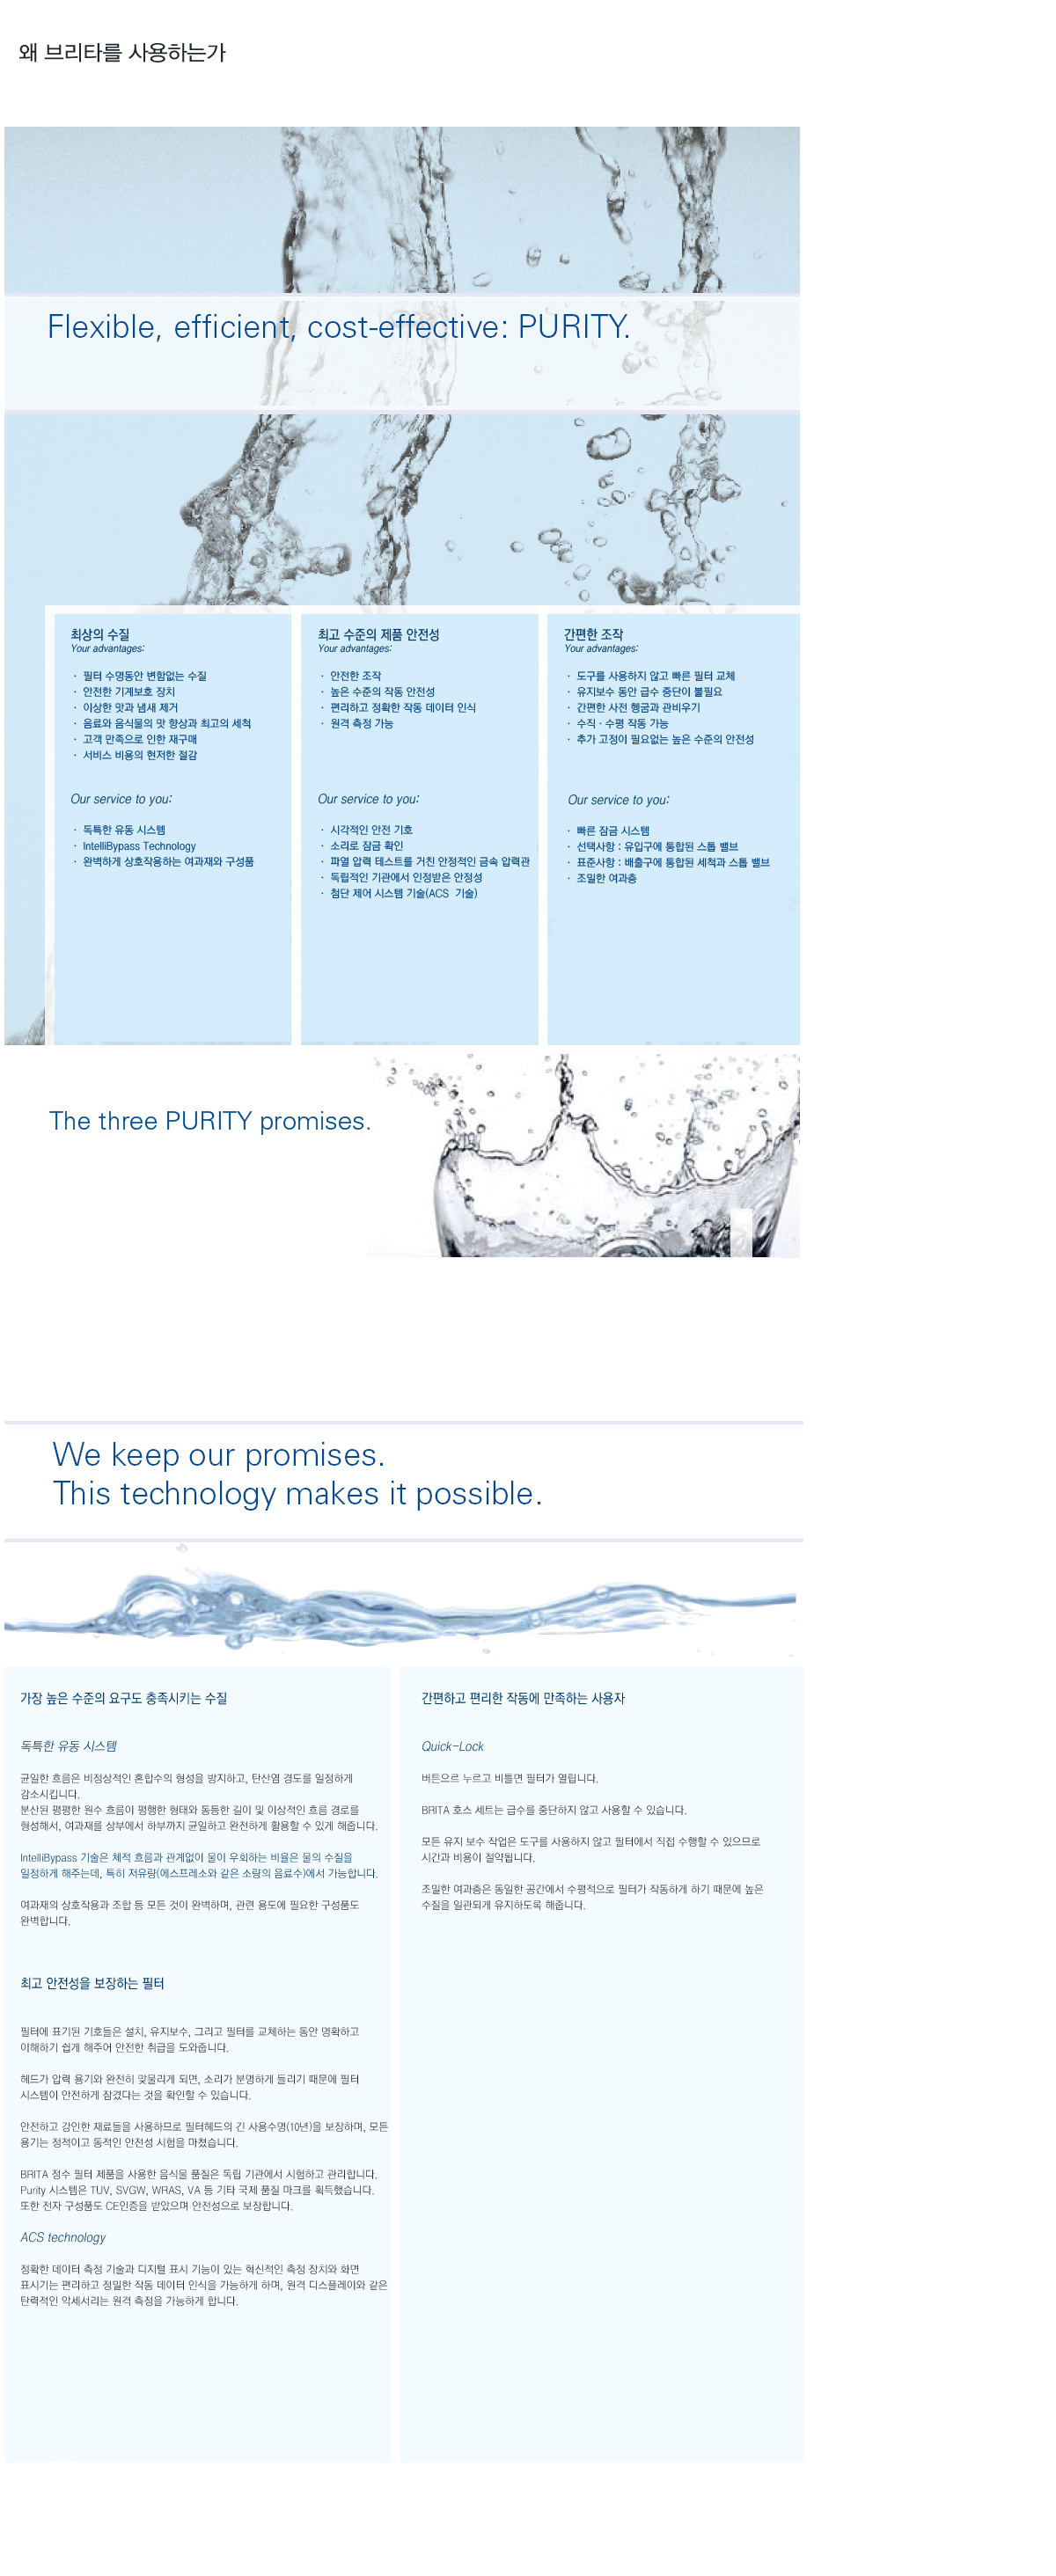 왜 브리타를 사용하는가
Flexible, efficient, cost-effective: PURITY.
최상의 수질
Your advantages:
· 필터 수명동안 변함없는 수질
· 안전한 기계보호 장치
· 이상한 맛과 냄새 제거
· 음료와 음식물의 맛 향상과 최고의 세척
· 고객 만족으로 인한 재구매
· 서비스 비용의 현저한 절감
Our service to you:
· 독특한 유동 시스템
· IntelliBypass Technology
· 완벽하게 상호작용하는 여과재와 구성품
최고 수준의 제품 안전성
Your advantages:
· 안전한 조작
· 높은 수준의 작동 안전성
· 편리하고 정확한 작동 데이터 인식
· 원격 측정 가능
Our service to you:
· 시각적인 안전 기호
· 소리로 잠금 확인
· 파열 압력 테스트를 거친 안정적인 금속 압력관
· 독립적인 기관에서 인정받은 안정성
· 첨단 제어 시스템 기술(ACS 기술)
간편한 조작
Your advantages:
· 도구를 사용하지 않고 빠른 필터 교체
· 유지보수 동안 급수 중단이 불필요
· 간편한 사전 헹굼과 관비우기
· 수직 · 수평 작동 가능
· 추가 고정이 필요없는 높은 수준의 안전성
Our service to you:
· 빠른 잠금 시스템
· 선택사항 : 유입구에 통합된 스톱 밸브
· 표준사항 : 배출구에 통합된 세척과 스톱 밸브
· 조밀한 여과층
The three PURITY promises.
We keep our promises.
This technology makes it possible.
가장 높은 수준의 요구도 충족시키는 수질
독특한 유동 시스템
균일한 흐름은 비정상적인 혼합수의 형성을 방지하고, 탄산염 경도를 일정하게
감소시킵니다.
분산된 평평한 원수 흐름이 평행한 형태와 동등한 길이 및 이상적인 흐름 경로를
형성해서, 여과재를 상부에서 하부까지 균일하고 완전하게 활용할 수 있게 해줍니다.
IntelliBypass 기술은 체적 흐름과 관계없이 물이 우회하는 비율은 물의 수질을
일정하게 해주는데, 특히 저유량(에스프레소와 같은 소량의 음료수)에서 가능합니다.
여과재의 상호작용과 조합 등 모든 것이 완벽하며, 관련 용도에 필요한 구성품도
완벽합니다.
최고 안전성을 보장하는 필터
필터에 표기된 기호들은 설치, 유지보수, 그리고 필터를 교체하는 동안 명확하고
이해하기 쉽게 해주어 안전한 취급을 도와줍니다.
헤드가 압력 용기와 완전히 맞물리게 되면, 소리가 분명하게 들리기 때문에 필터
시스템이 안전하게 잠겼다는 것을 확인할 수 있습니다.
안전하고 강인한 재료들을 사용하므로 필터헤드의 긴 사용수명(10년)을 보장하며, 모든
용기는 정적이고 동적인 안전성 시험을 마쳤습니다.
BRITA 정수 필터 제품을 사용한 음식물 품질은 독립 기관에서 시험하고 관리합니다.
Purity 시스템은 TUV, SVGW, WRAS, VA 등 기타 국제 품질 마크를 획득했습니다.
또한 전자 구성품도 CE인증을 받았으며 안전성으로 보장합니다.
ACS technology
정확한 데이터 측정 기술과 디지털 표시 기능이 있는 혁신적인 측정 장치와 화면
표시기는 편리하고 정밀한 작동 데이터 인식을 가능하게 하며, 원격 디스플레이와 같은
탄력적인 악세서리는 원격 측정을 가능하게 합니다.
간편하고 편리한 작동에 만족하는 사용자
Quick-Lock
버튼으르 누르고 비틀면 필터가 열립니다.
BRITA 호스 세트는 급수를 중단하지 않고 사용할 수 있습니다.
모든 유지 보수 작업은 도구를 사용하지 않고 필터에서 직접 수행할 수 있으므로
시간과 비용이 절약됩니다.
조밀한 여과층은 동일한 공간에서 수평적으로 필터가 작동하게 하기 때문에 높은
수질을 일관되게 유지하도록 해줍니다.